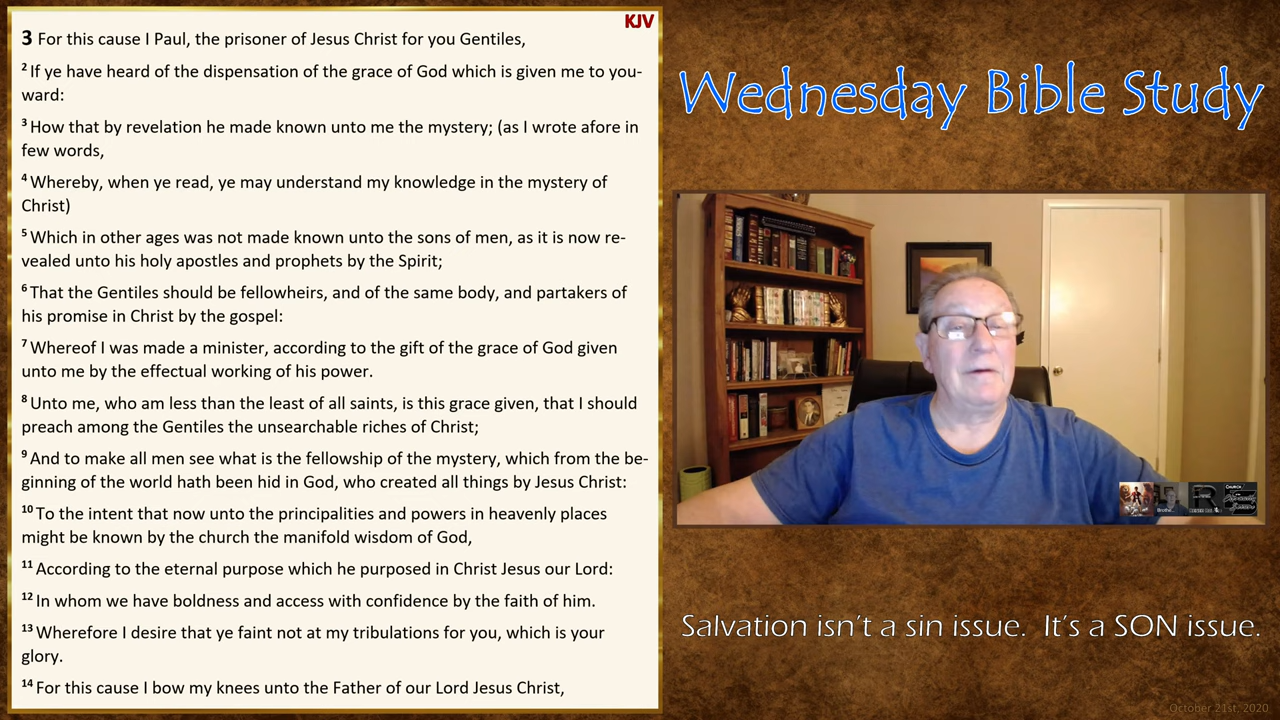 KJV
3 For this cause I Paul, the prisoner of Jesus Christ for you Gentiles,
2 If ye have heard of the dispensation of the grace of God which is given me to you-
ward:
3 How that by revelation he made known unto me the mystery; (as I wrote afore in
few words,
4 Whereby, when ye read, ye may understand my knowledge in the mystery of
Christ)
5 Which in other ages was not made known unto the sons of men, as it is now re-
vealed unto his holy apostles and prophets by the Spirit;
6 That the Gentiles should be fellowheirs, and of the same body, and partakers of
his promise in Christ by the gospel:
7 Whereof I was made a minister, according to the gift of the grace of God given
unto me by the effectual working of his power.
8 Unto me, who am less than the least of all saints, is this grace given, that I should
preach among the Gentiles the unsearchable riches of Christ;
9 And to make all men see what is the fellowship of the mystery, which from the be-
ginning of the world hath been hid in God, who created all things by Jesus Christ:
10 To the intent that now unto the principalities and powers in heavenly places
might be known by the church the manifold wisdom of God,
11 According to the eternal purpose which he purposed in Christ Jesus our Lord:
12 In whom we have boldness and access with confidence by the faith of him.
13 Wherefore I desire that ye faint not at my tribulations for you, which is your
glory.
14 For this cause I bow my knees unto the Father of our Lord Jesus Christ,
Wednesday Bible Study
Brothe...
CHURCH
Salvation isn't a sin issue. It's a SON issue.
October 21st, 2020